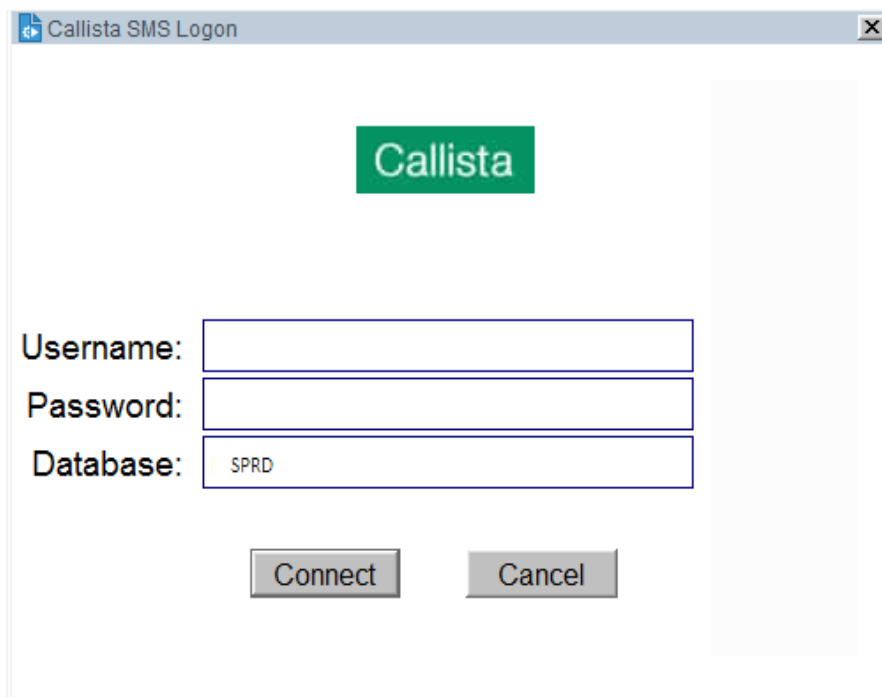 Callista SMS Logon
Callista
Username:
Password:
Database: SPRD
Connect Cancel